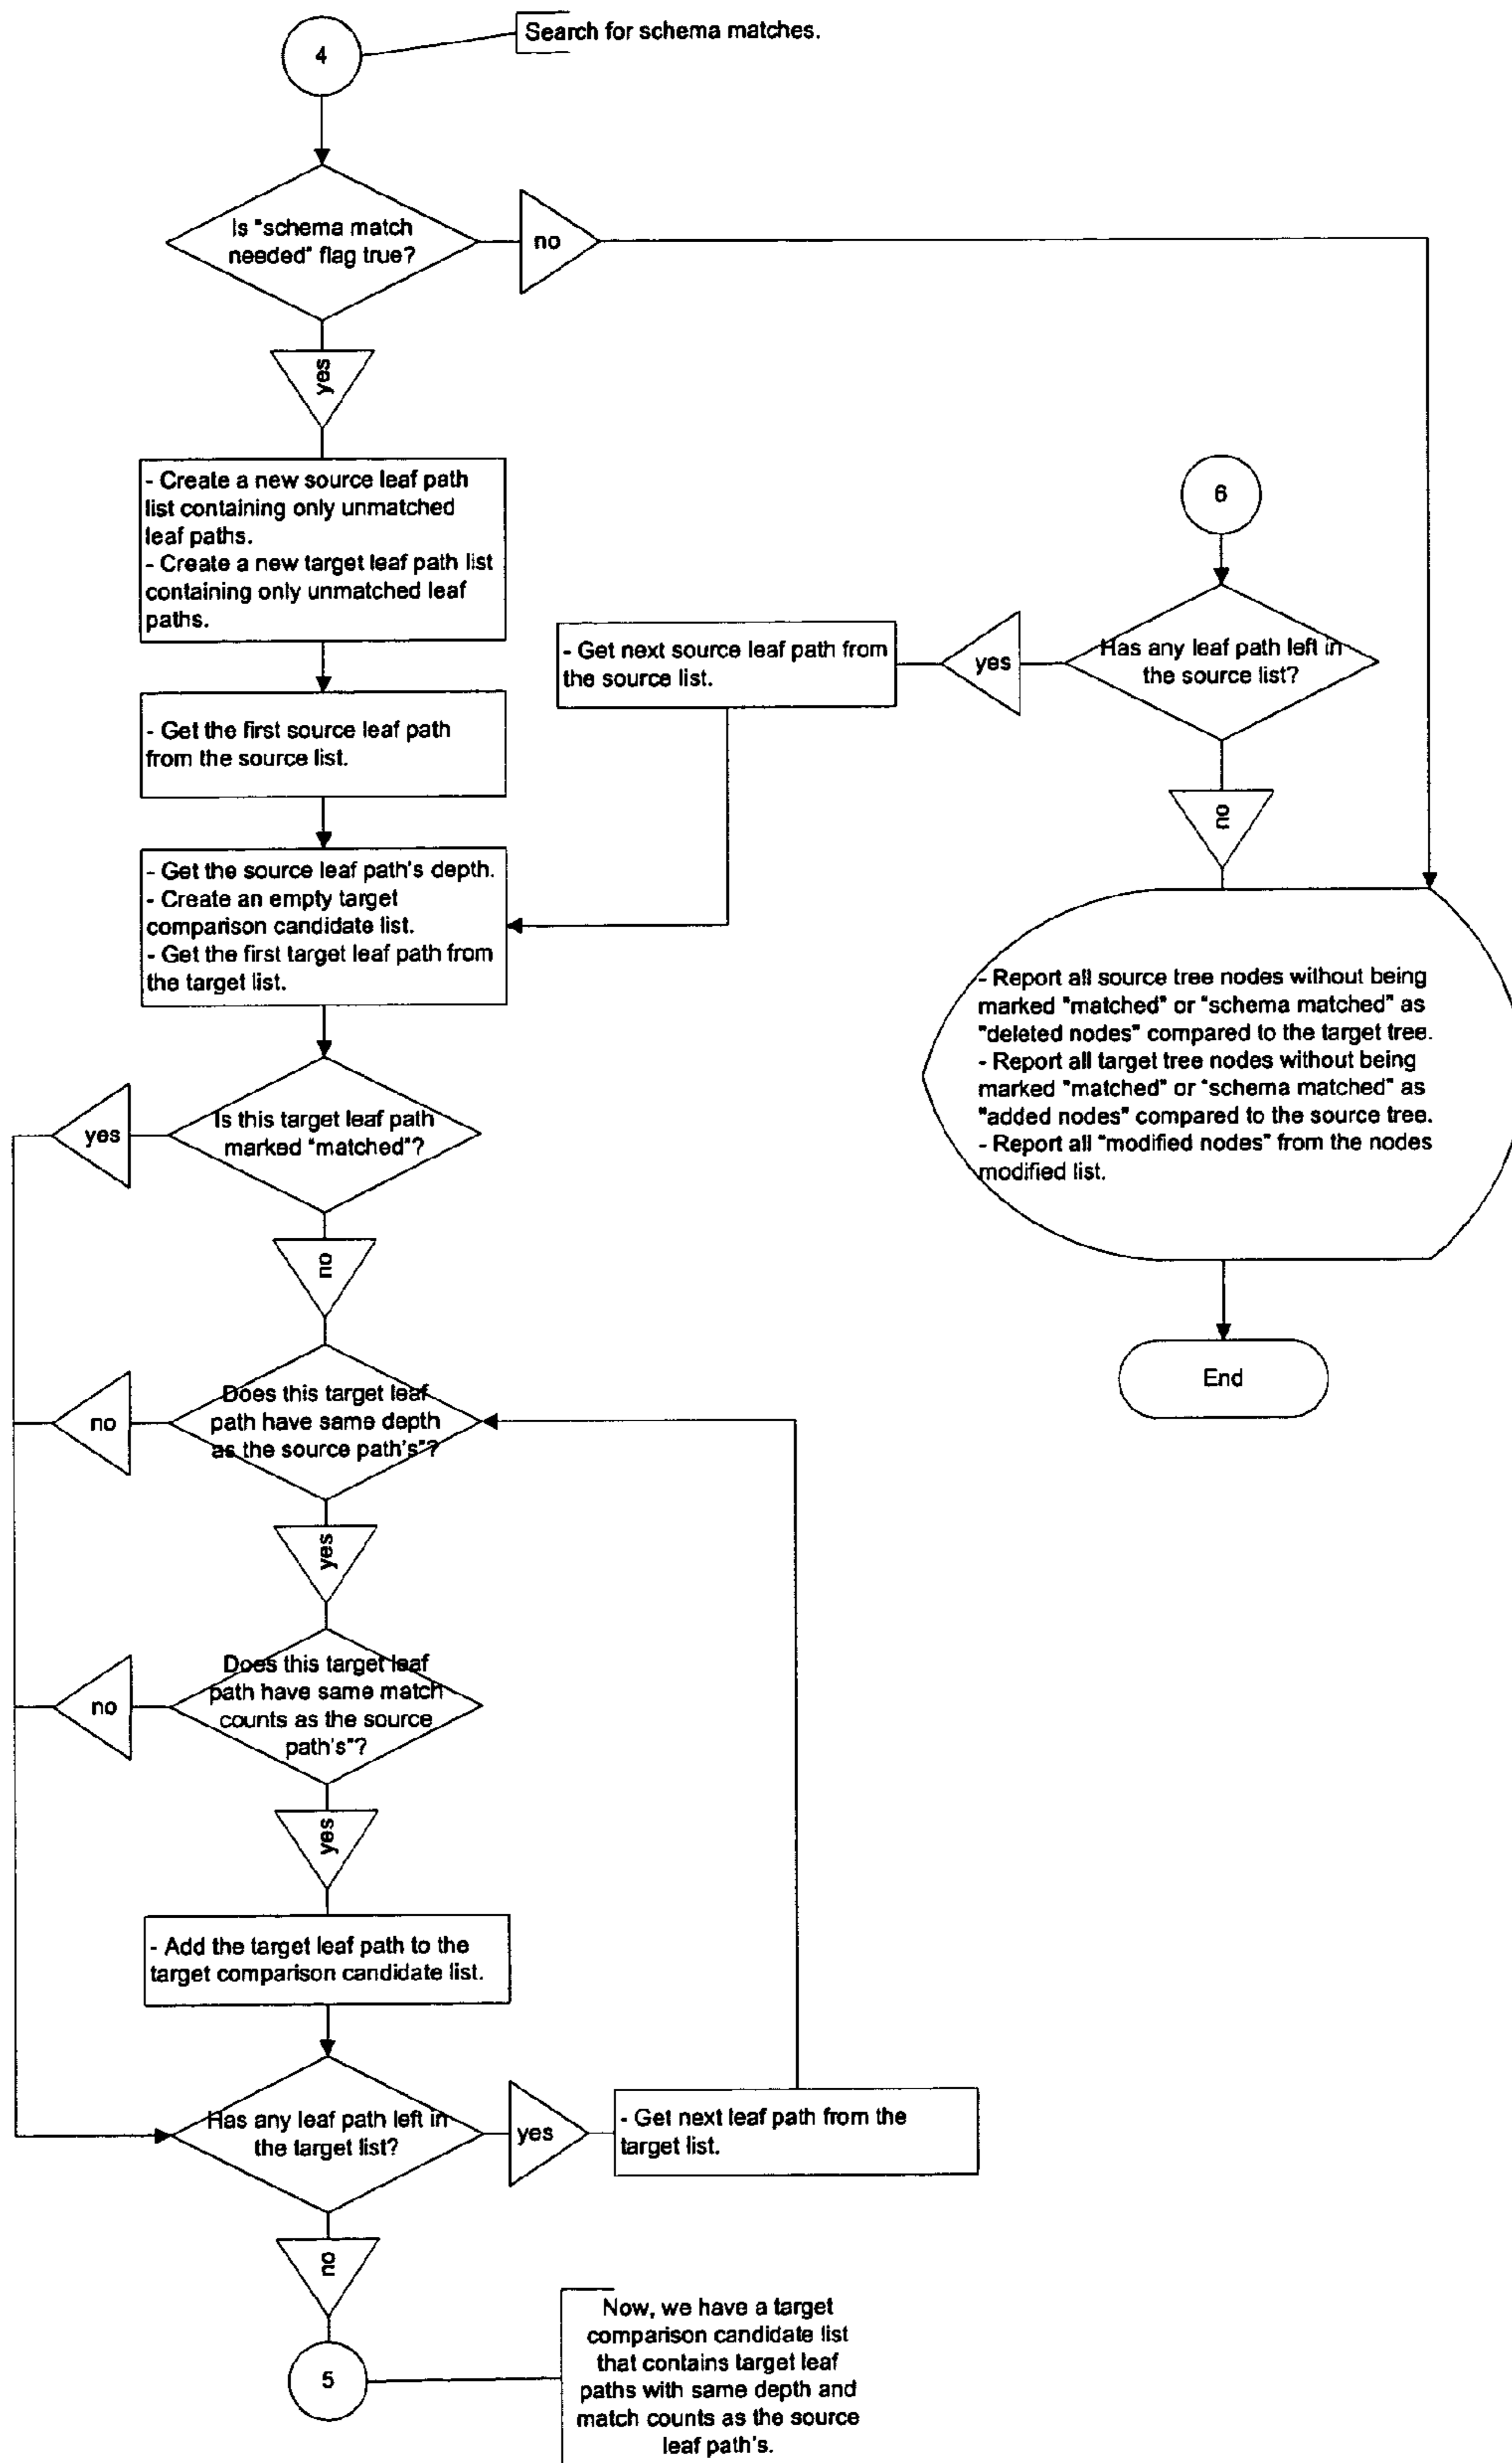 4
Search for schema matches.
Is "schema match
needed" flag true?
no
yes
- Create a new source leaf path
list containing only unmatched
leaf paths.
- Create a new target leaf path list
containing only unmatched leaf
paths.
6
Has any leaf path left in
the source list?
yes
- Get next source leaf path from
the source list.
no
- Get the first source leaf path
from the source list.
- Get the source leaf path's depth.
- Create an empty target
comparison candidate list.
- Get the first target leaf path from
the target list.
- Report all source tree nodes without being
marked "matched" or "schema matched" as
"deleted nodes" compared to the target tree.
- Report all target tree nodes without being
marked "matched" or "schema matched" as
"added nodes" compared to the source tree.
- Report all "modified nodes" from the nodes
modified list.
End
Is this target leaf path
marked "matched"?
yes
no
Does this target leaf
path have same depth
as the source path's"?
no
yes
Does this target leaf
path have same match
counts as the source
path's"?
no
yes
- Add the target leaf path to the
target comparison candidate list.
Has any leaf path left in
the target list?
yes
- Get next leaf path from the
target list.
no
5
Now, we have a target
comparison candidate list
that contains target leaf
paths with same depth and
match counts as the source
leaf path's.